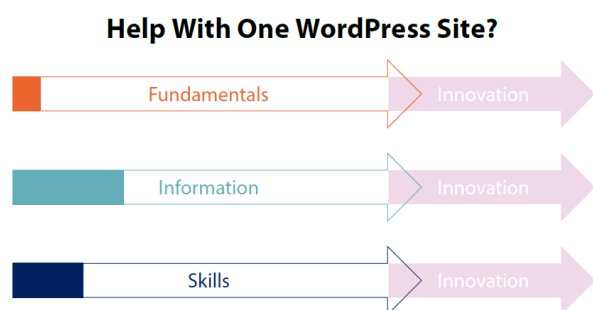 Help With One WordPress Site?
Fundamentals Innovation
Information Innovation
Skills Innovation